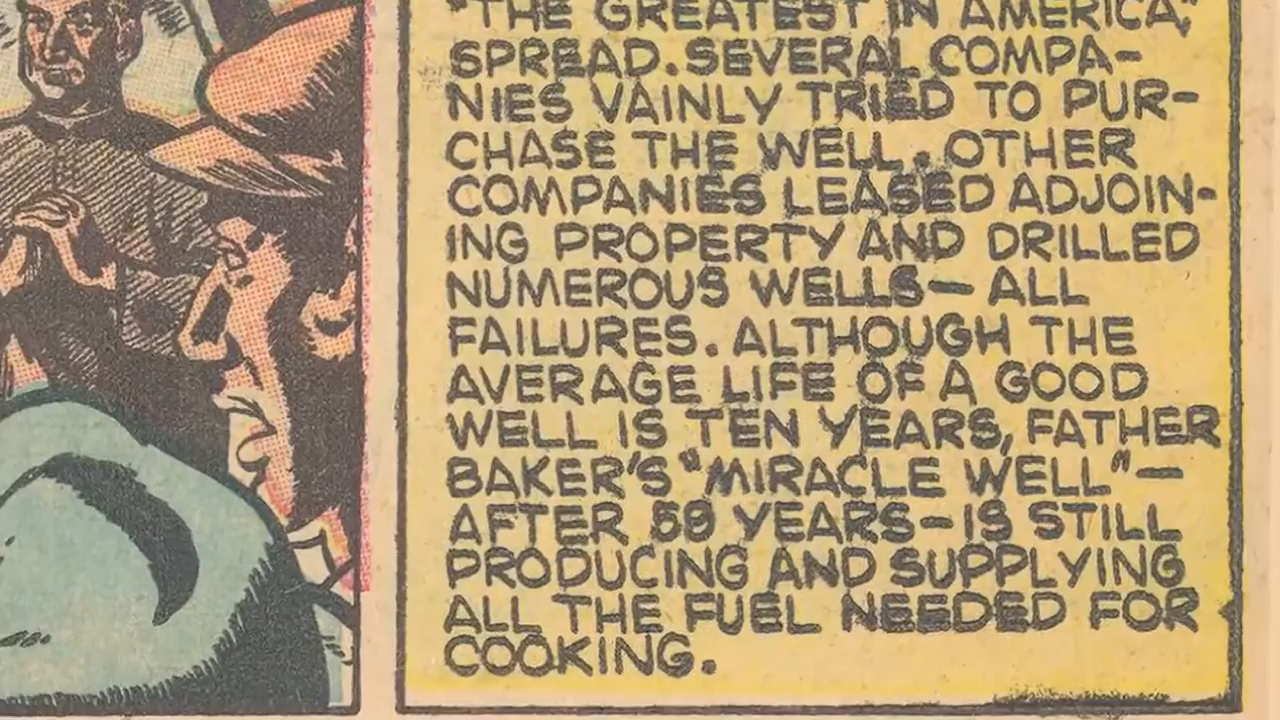 "THE GREATEST IN AMERICA,"
SPREAD. SEVERAL COMPA-
NIES VAINLY TRIED TO PUR-
CHASE THE WELL. OTHER
COMPANIES LEASED ADJOIN-
ING PROPERTY AND DRILLED
NUMEROUS WELLS— ALL
FAILURES. ALTHOUGH THE
AVERAGE LIFE OF A GOOD
WELL IS TEN YEARS, FATHER
BAKER'S "MIRACLE WELL"—
AFTER 59 YEARS—IS STILL
PRODUCING AND SUPPLYING
ALL THE FUEL NEEDED FOR
COOKING.